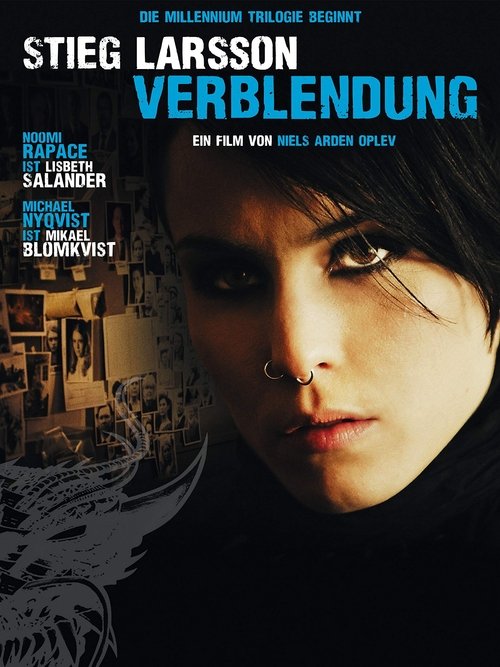 DIE MILLENNIUM TRILOGIE BEGINNT
STIEG LARSSON
VERBLENDUNG
EIN FILM VON NIELS ARDEN OPLEV
NOOMI
RAPACE
IST LISBETH
SALANDER
MICHAEL
NYQVIST
IST MIKAEL
BLOMKVIST